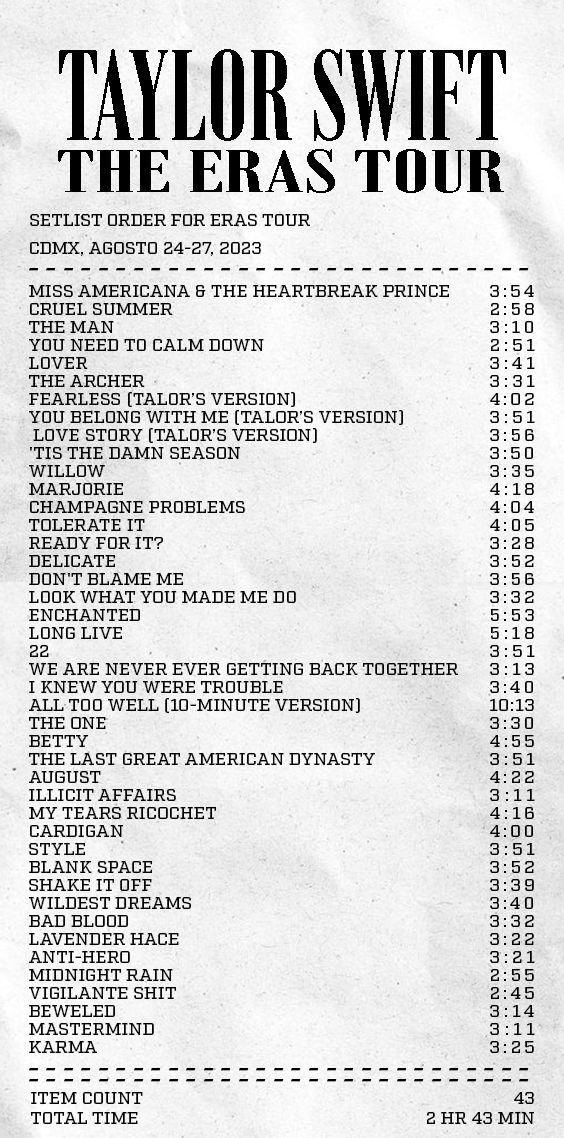 TAYLOR SWIFT
THE ERAS TOUR
SETLIST ORDER FOR ERAS TOUR
CDMX, AGOSTO 24-27, 2023
MISS AMERICANA & THE HEARTBREAK PRINCE 3:54
CRUEL SUMMER 2:58
THE MAN 3:10
YOU NEED TO CALM DOWN 2:51
LOVER 3:41
THE ARCHER 3:31
FEARLESS (TALOR'S VERSION) 4:02
YOU BELONG WITH ME (TALOR'S VERSION) 3:51
LOVE STORY (TALOR'S VERSION) 3:56
'TIS THE DAMN SEASON 3:50
WILLOW 3:35
MARJORIE 4:18
CHAMPAGNE PROBLEMS 4:04
TOLERATE IT 4:05
READY FOR IT? 3:28
DELICATE 3:52
DON'T BLAME ME 3:56
LOOK WHAT YOU MADE ME DO 3:32
ENCHANTED 5:53
LONG LIVE 5:18
22 3:51
WE ARE NEVER EVER GETTING BACK TOGETHER 3:13
I KNEW YOU WERE TROUBLE 3:40
ALL TOO WELL (10-MINUTE VERSION) 10:13
THE ONE 3:30
BETTY 4:55
THE LAST GREAT AMERICAN DYNASTY 3:51
AUGUST 4:22
ILLICIT AFFAIRS 3:11
MY TEARS RICOCHET 4:16
CARDIGAN 4:00
STYLE 3:51
BLANK SPACE 3:52
SHAKE IT OFF 3:39
WILDEST DREAMS 3:40
BAD BLOOD 3:32
LAVENDER HACE 3:22
ANTI-HERO 3:21
MIDNIGHT RAIN 2:55
VIGILANTE SHIT 2:45
BEWELED 3:14
MASTERMIND 3:11
KARMA 3:25
ITEM COUNT 43
TOTAL TIME 2 HR 43 MIN